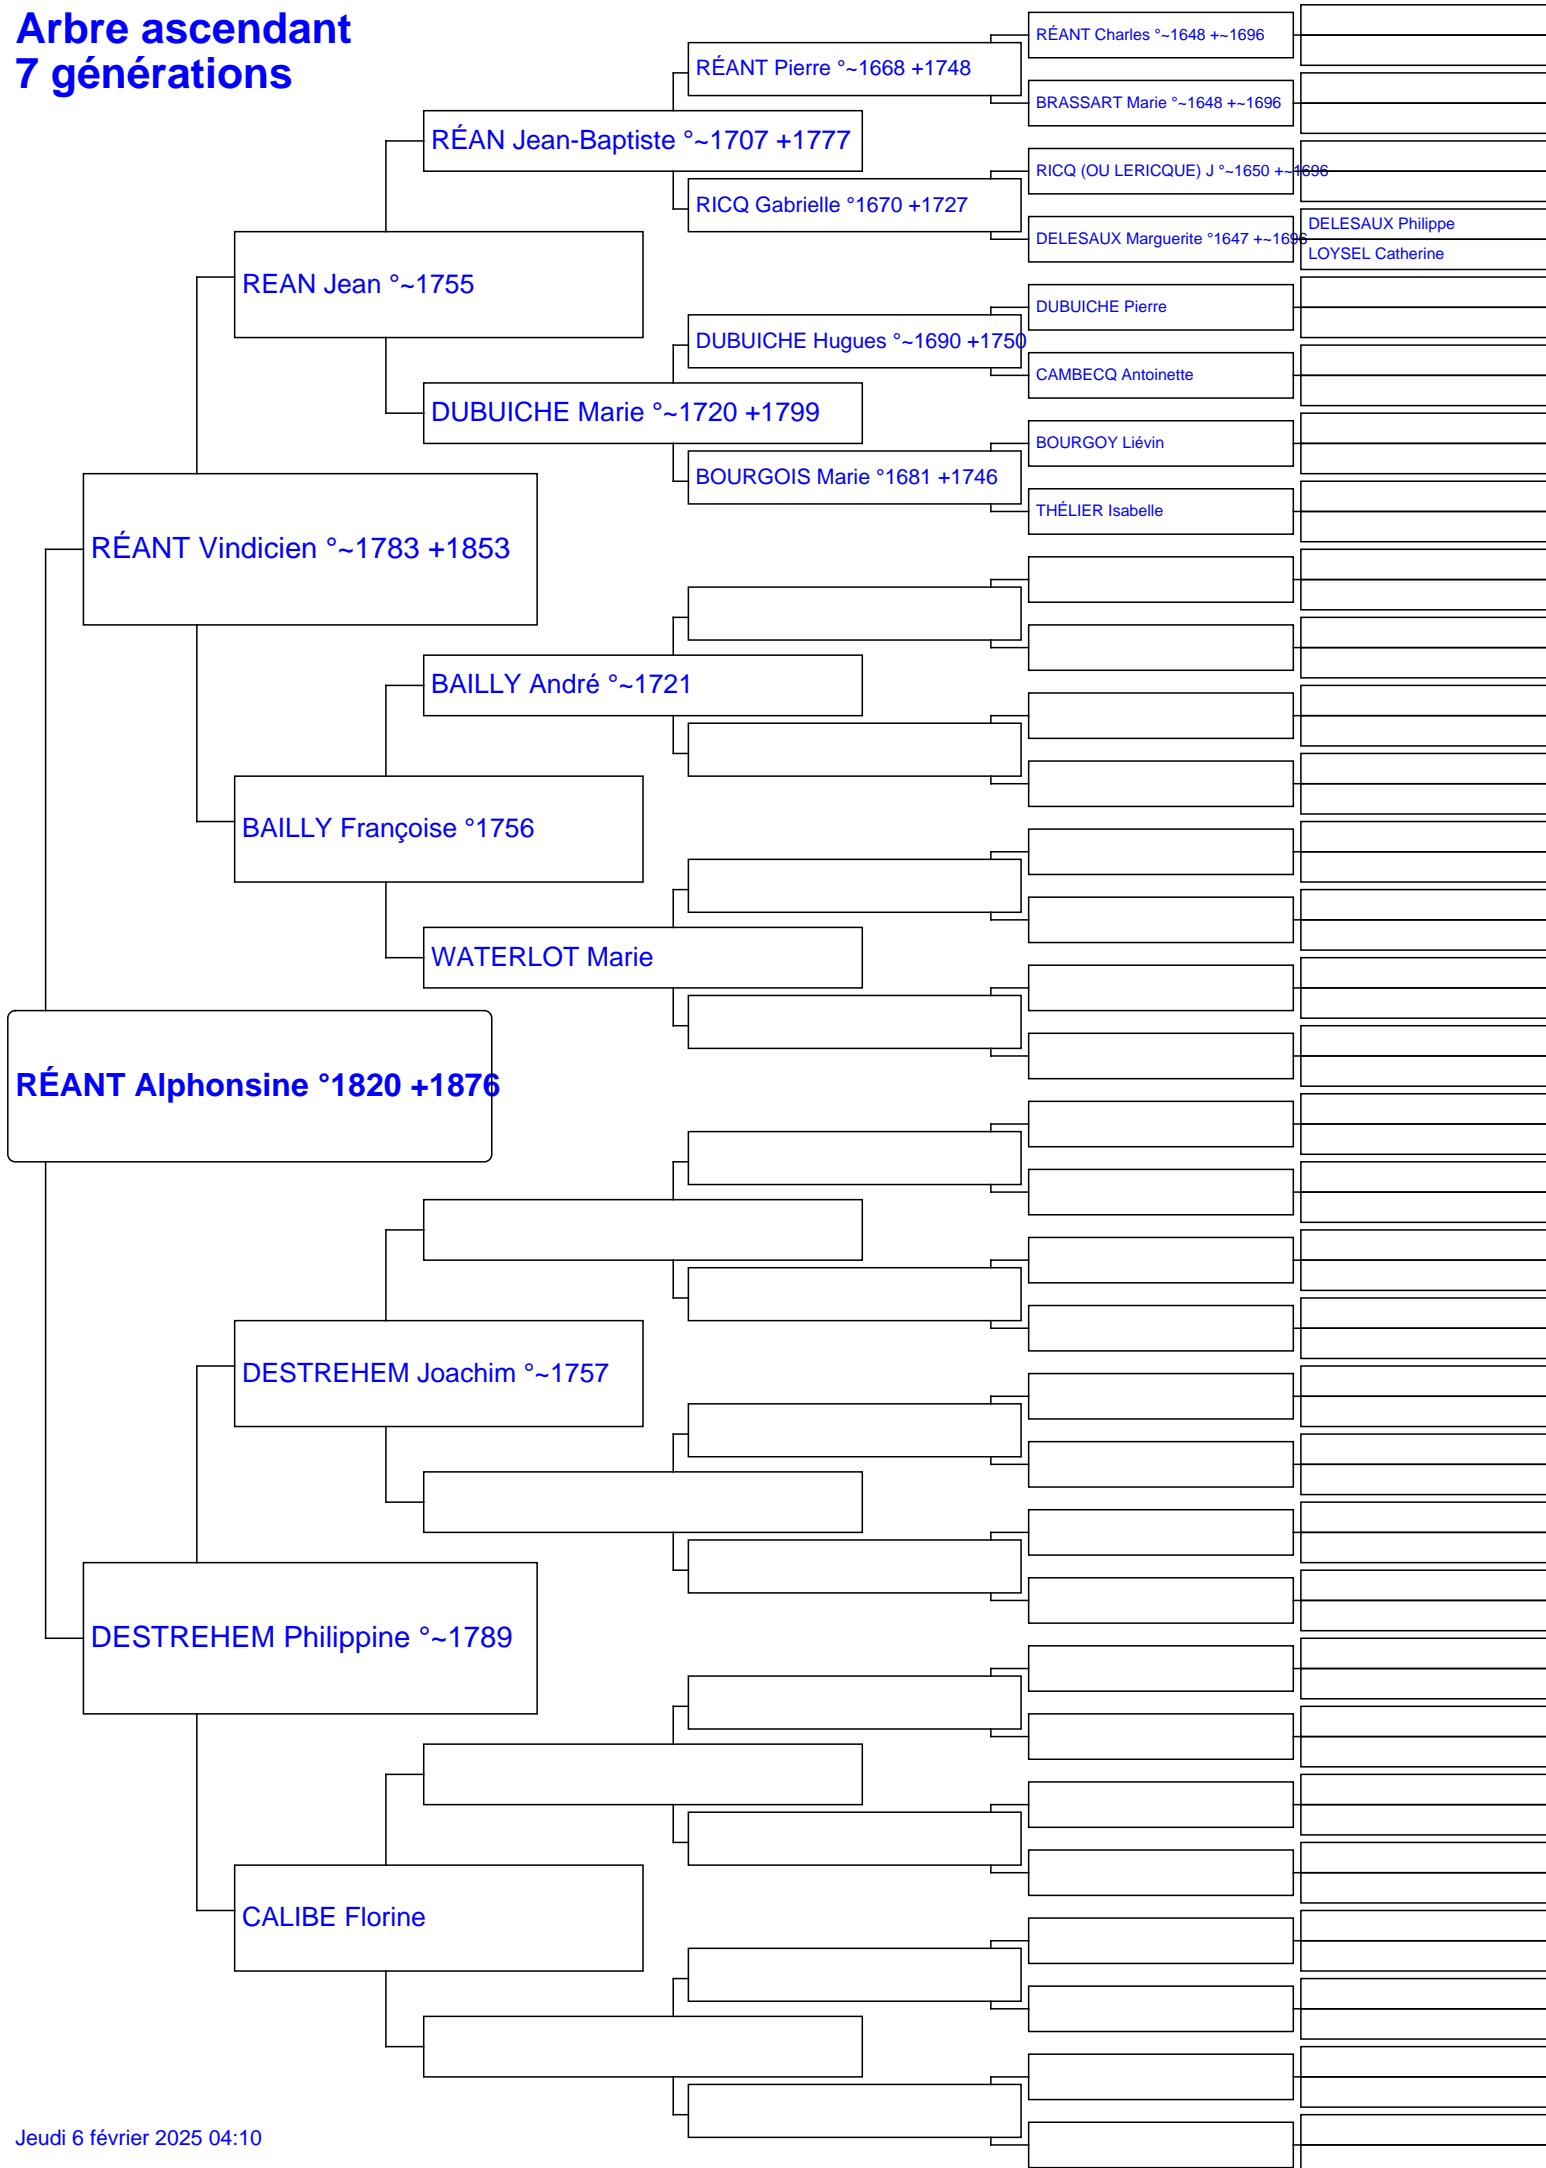 Arbre ascendant
7 générations
RÉANT Charles °~1648 +~1696
RÉANT Pierre °~1668 +1748
BRASSART Marie °~1648 +~1696
RÉAN Jean-Baptiste °~1707 +1777
RICQ (OU LERICQUE) J °~1650 +~1696
RICQ Gabrielle °1670 +1727
DELESAUX Philippe
DELESAUX Marguerite °1647 +~1696
LOYSEL Catherine
REAN Jean °~1755
DUBUICHE Pierre
DUBUICHE Hugues °~1690 +1750
CAMBECQ Antoinette
DUBUICHE Marie °~1720 +1799
BOURGOY Liévin
BOURGOIS Marie °1681 +1746
THÉLIER Isabelle
RÉANT Vindicien °~1783 +1853
BAILLY André °~1721
BAILLY Françoise °1756
WATERLOT Marie
RÉANT Alphonsine °1820 +1876
DESTREHEM Joachim °~1757
DESTREHEM Philippine °~1789
CALIBE Florine
Jeudi 6 février 2025 04:10